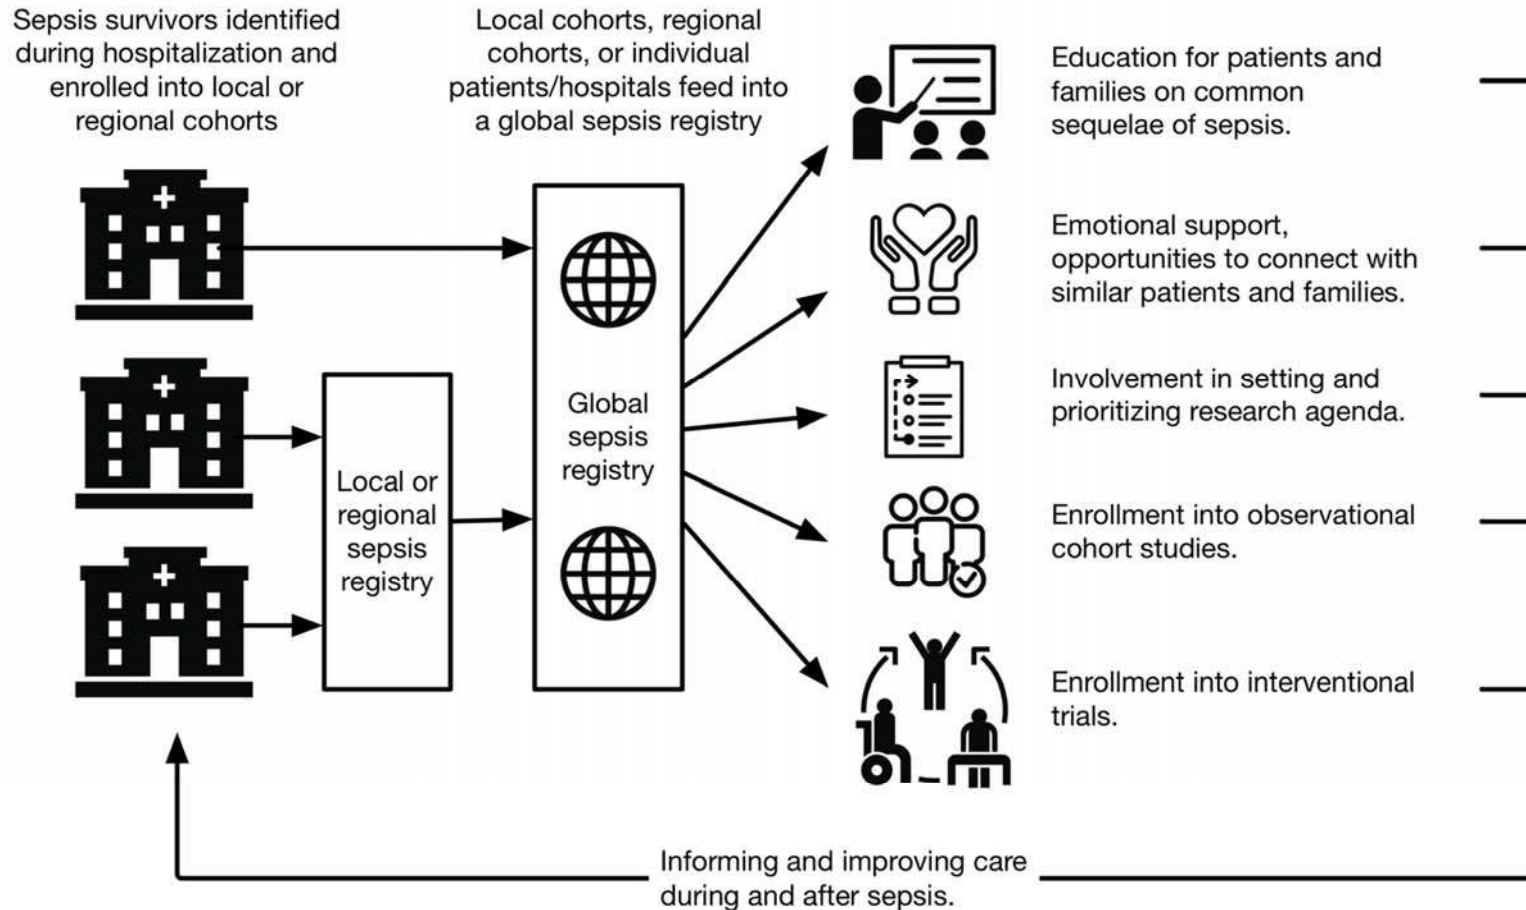 Sepsis survivors identified
during hospitalization and
enrolled into local or
regional cohorts
Local cohorts, regional
cohorts, or individual
patients/hospitals feed into
a global sepsis registry
Local or
regional
sepsis
registry
Global
sepsis
registry
Education for patients and
families on common
sequelae of sepsis.
Emotional support,
opportunities to connect with
similar patients and families.
Involvement in setting and
prioritizing research agenda.
Enrollment into observational
cohort studies.
Enrollment into interventional
trials.
Informing and improving care
during and after sepsis.